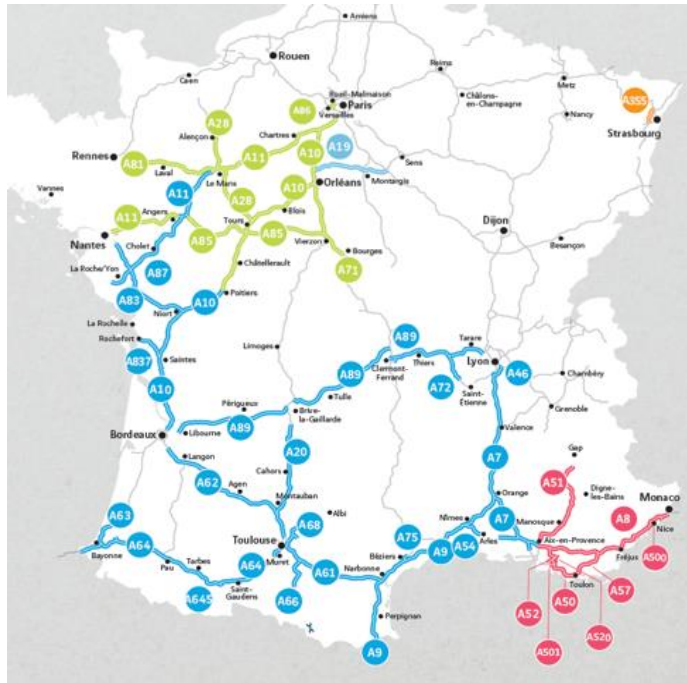 Amiens
Rouen
Reims
Caen
Rueil-Malmaison
Metz
A86
Paris
Châlons-
en-Champagne
A355
Versailles
A28
Nancy
Alençon
Chartres
Strasbourg
A10
A19
Rennes
A81
A11
Sens
Laval
Le Mans
Montargis
Orléans
A11
A10
Vannes
A28
Blois
A11
Angers
Tours
Dijon
Nantes
A85
A85
Vierzon
Besançon
Cholet
Bourges
La Roche/Yon
A87
Châtellerault
A71
A83
A10
Poitiers
Niort
La Rochelle
Rochefort
A89
Tarare
Limoges
Lyon
A837
Saintes
Clermont-
Ferrand
Thiers
A46
Chambéry
A89
A72
A10
Saint-
Étienne
Périgueux
Tulle
Grenoble
Brive-
la-Gaillarde
A89
Valence
Bordeaux
Libourne
Langon
A20
A7
Gap
Cahors
A62
A51
Agen
Orange
Digne-
les-Bains
Monaco
Montauban
A63
Albi
Nîmes
A7
Manosque
A8
A68
A75
Nice
Toulouse
A64
Arles
Aix-en-Provence
Bayonne
A9
A54
Béziers
Fréjus
A500
Muret
Pau
Tarbes
A64
A61
Narbonne
Toulon
Saint-
Gaudens
A57
A645
A66
A52
A50
Perpignan
A520
A9
A501